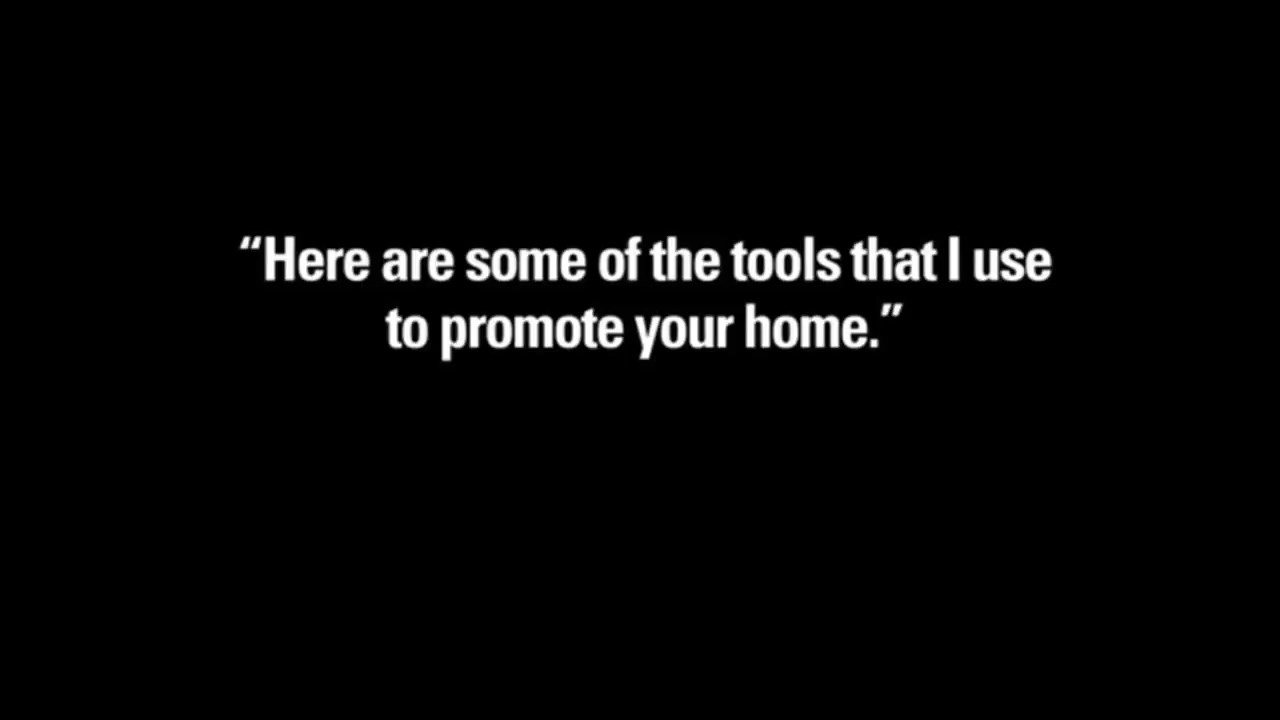 “Here are some of the tools that I use
to promote your home.”